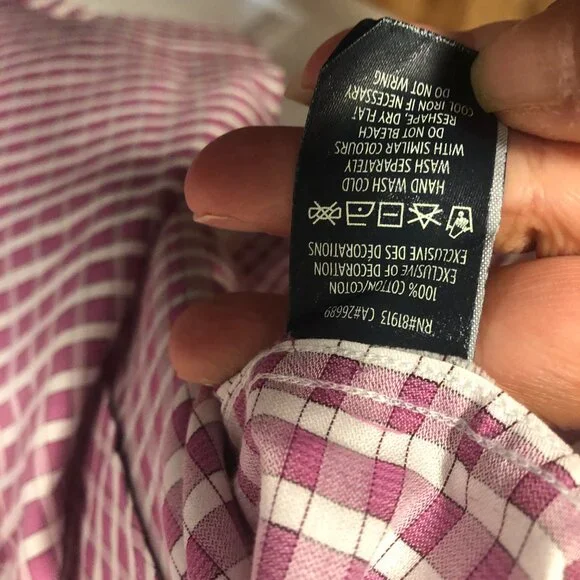 RN#81913 CA#26689
100% COTTON/COTON
EXCLUSIVE OF DECORATION
EXCLUSIVE DES DÉCORATIONS
HAND WASH COLD
WASH SEPARATELY
WITH SIMILAR COLOURS
DO NOT BLEACH
RESHAPE, DRY FLAT
COOL IRON IF NECESSARY
DO NOT WRING